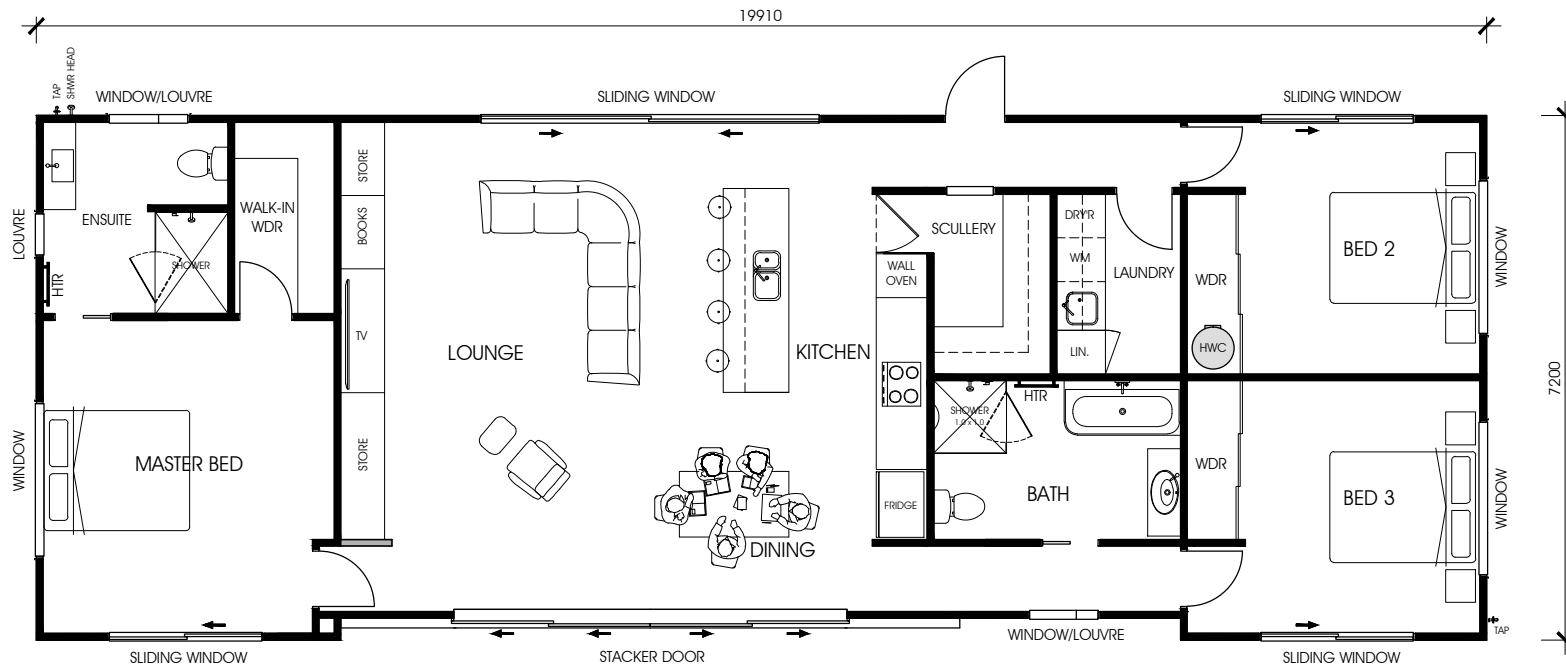 19910
TAP
SHWR HEAD
WINDOW/LOUVRE
SLIDING WINDOW
SLIDING WINDOW
7200
LOUVRE
ENSUITE
SHOWER
HTR
WALK-IN
WDR
STORE
BOOKS
TV
STORE
LOUNGE
KITCHEN
SCULLERY
WALL
OVEN
DRY'R
WM
LAUNDRY
LIN.
WDR
HWC
BED 2
WINDOW
WINDOW
MASTER BED
FRIDGE
DINING
SHOWER
1.0 x 1.0
HTR
BATH
WDR
BED 3
WINDOW
TAP
SLIDING WINDOW
STACKER DOOR
WINDOW/LOUVRE
SLIDING WINDOW